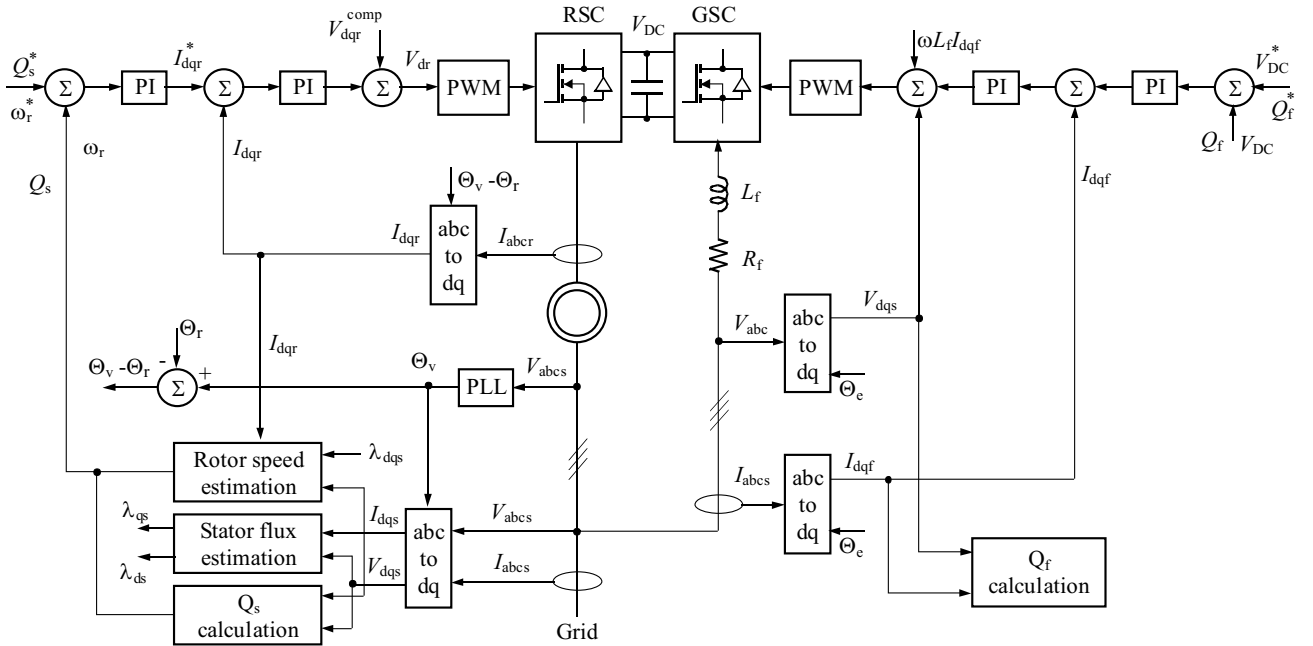 V_dqr^comp
RSC
V_DC
GSC
ωL_f I_dqf
Q_s^*
ω_r^*
Σ
PI
I_dqr^*
Σ
PI
Σ
V_dr
PWM
PWM
Σ
PI
Σ
PI
Σ
V_DC^*
Q_f^*
Q_f
V_DC
ω_r
Q_s
I_dqr
I_dqf
Θ_v -Θ_r
I_dqr
abc
to
dq
I_abcr
L_f
R_f
Θ_r
Θ_v -Θ_r
-
Σ
+
I_dqr
Θ_v
PLL
V_abcs
V_abc
abc
to
dq
V_dqs
Θ_e
Rotor speed
estimation
λ_dqs
λ_qs
λ_ds
Stator flux
estimation
I_dqs
V_dqs
abc
to
dq
V_abcs
I_abcs
I_abcs
abc
to
dq
I_dqf
Θ_e
Q_s
calculation
Q_f
calculation
Grid